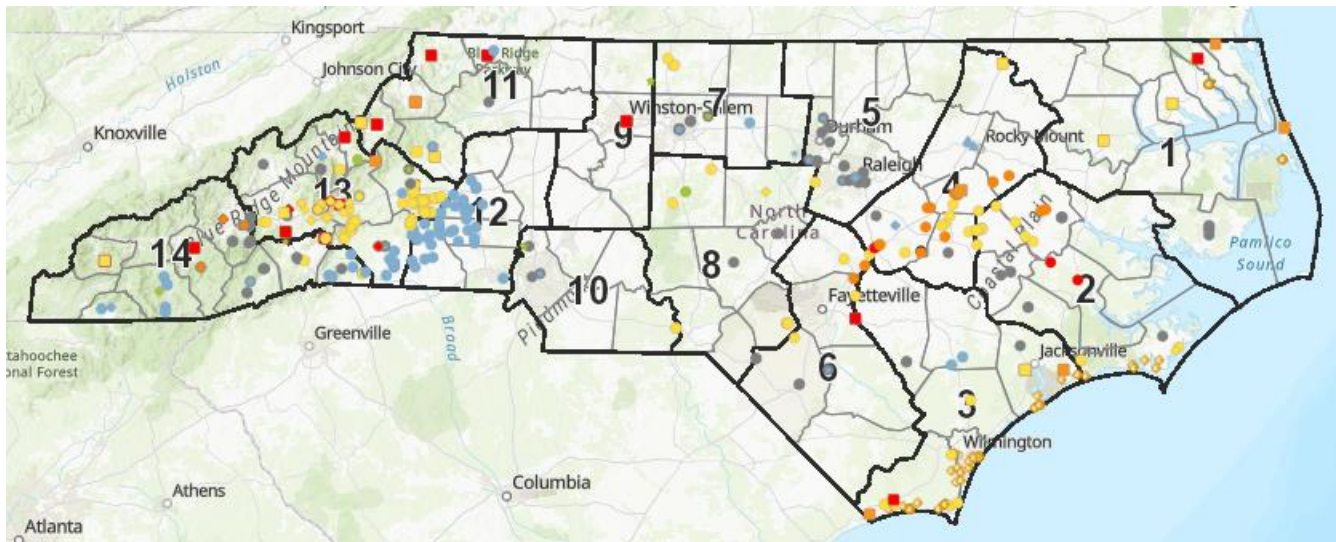 Kingsport
Blue Ridge
Parkway
11
Johnson City
Holston
7
5
Winston-Salem
9
Knoxville
Durham
Rocky Mount
1
Raleigh
4
Blue Ridge Mountains
13
12
North
Carolina
Coastal Plain
Pamlico
Sound
14
8
10
Piedmont
2
Fayetteville
Greenville
Broad
ttahoochee
onal Forest
Jacksonville
6
3
Wilmington
Columbia
Athens
Atlanta